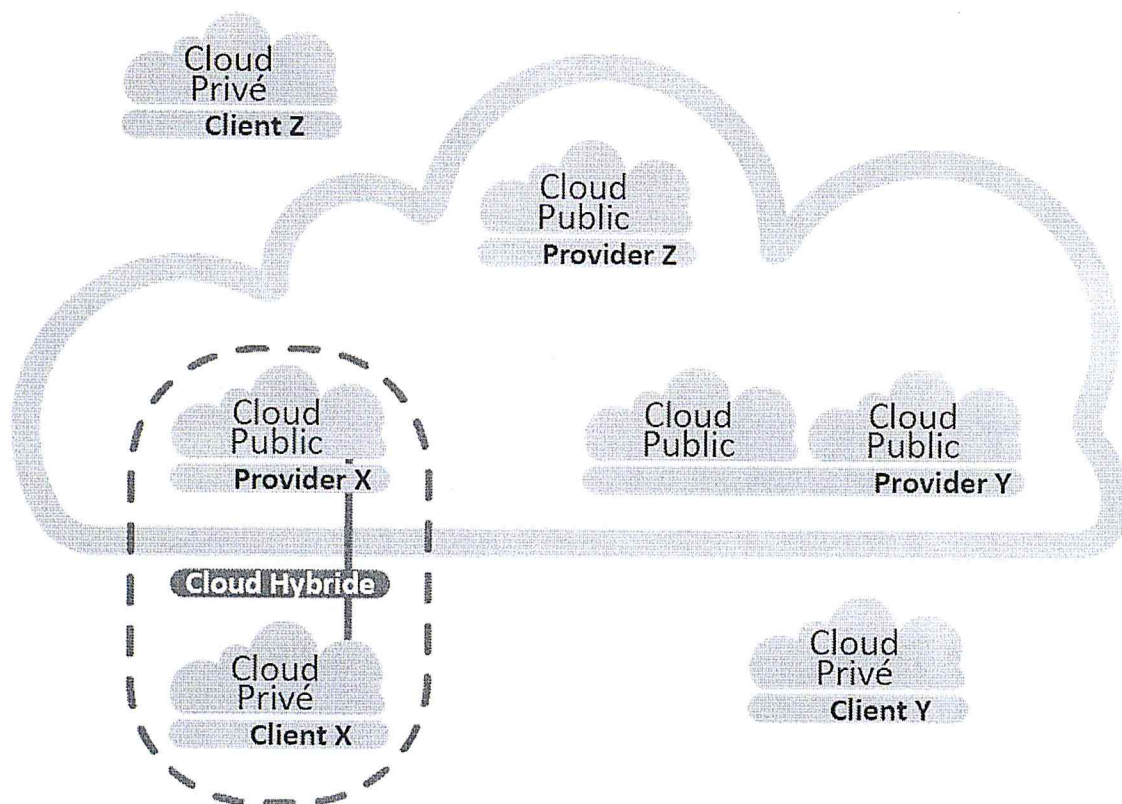 Cloud
Privé
Client Z
Cloud
Public
Provider Z
Cloud
Public
Provider X
Cloud
Public
Cloud
Public
Provider Y
Cloud Hybride
Cloud
Privé
Client X
Cloud
Privé
Client Y